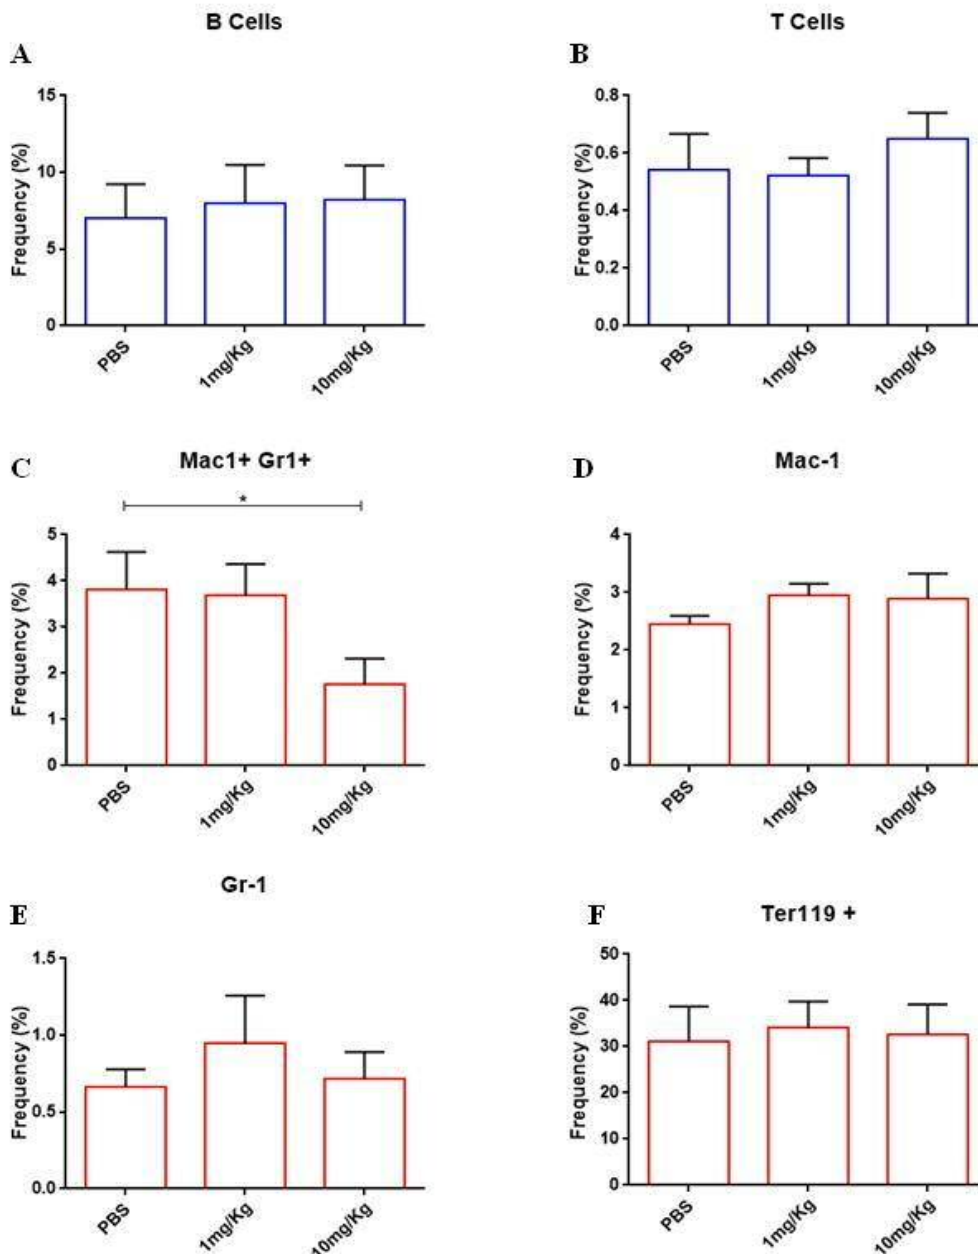 B Cells
T Cells
A
B
Frequency (%)
15
10
5
0
PBS
1mg/Kg
10mg/Kg
Frequency (%)
0.8
0.6
0.4
0.2
0.0
PBS
1mg/Kg
10mg/Kg
C
Mac1+ Gr1+
D
Mac-1
*
Frequency (%)
5
4
3
2
1
0
PBS
1mg/Kg
10mg/Kg
Frequency (%)
4
3
2
1
0
PBS
1mg/Kg
10mg/Kg
Gr-1
E
F
Ter119 +
Frequency (%)
1.5
1.0
0.5
0.0
PBS
1mg/Kg
10mg/Kg
Frequency (%)
50
40
30
20
10
0
PBS
1mg/Kg
10mg/Kg